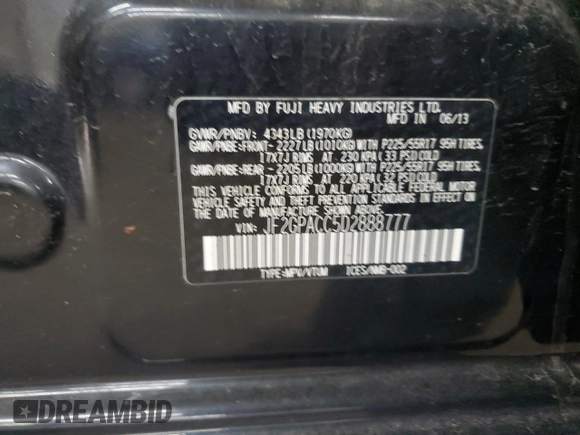 MFD BY FUJI HEAVY INDUSTRIES LTD.
MFD IN 06/13
GVWR/PNBV: 4343LB(1970KG)
GAWR/PNBE:FRONT- 2227LB(1010KG)WITH P225/55R17 95H TIRES.
17X7J RIMS AT 230 KPA(33 PSI)COLD
GAWR/PNBE:REAR - 2205LB(1000KG)WITH P225/55R17 95H TIRES.
17X7J RIMS AT 220 KPA(32 PSI)COLD
THIS VEHICLE CONFORMS TO ALL APPLICABLE FEDERAL MOTOR
VEHICLE SAFETY AND THEFT PREVENTION STANDARDS IN EFFECT
ON THE DATE OF MANUFACTURE SHOWN ABOVE.
VIN: JF2GPACC5D2888777
TYPE:MPV/VTUM ICES/NMB-002
DREAMBID